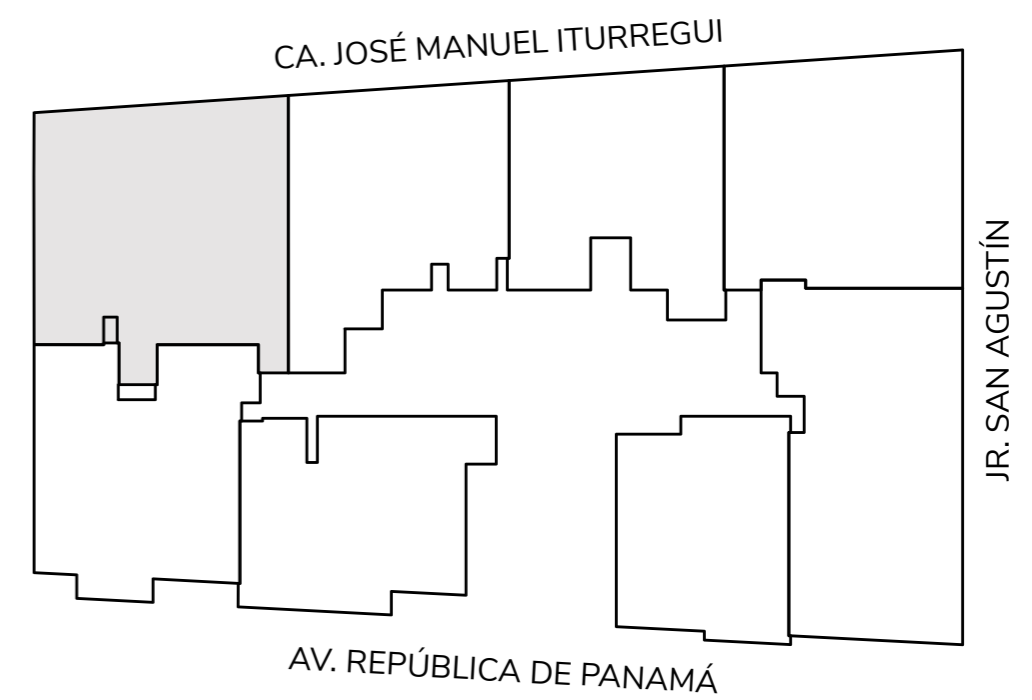 CA. JOSÉ MANUEL ITURREGUI
JR. SAN AGUSTÍN
AV. REPÚBLICA DE PANAMÁ